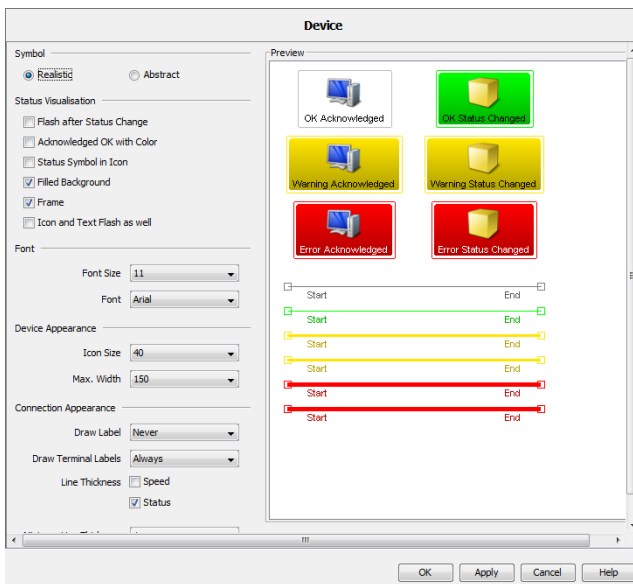 Device
Symbol
Realistic Abstract
Status Visualisation
Flash after Status Change
Acknowledged OK with Color
Status Symbol in Icon
Filled Background
Frame
Icon and Text Flash as well
Font
Font Size 11
Font Arial
Device Appearance
Icon Size 40
Max. Width 150
Connection Appearance
Draw Label Never
Draw Terminal Labels Always
Line Thickness Speed
Status
Preview
OK Acknowledged OK Status Changed
Warning Acknowledged Warning Status Changed
Error Acknowledged Error Status Changed
Start End
Start End
Start End
Start End
Start End
Start End
OK Apply Cancel Help